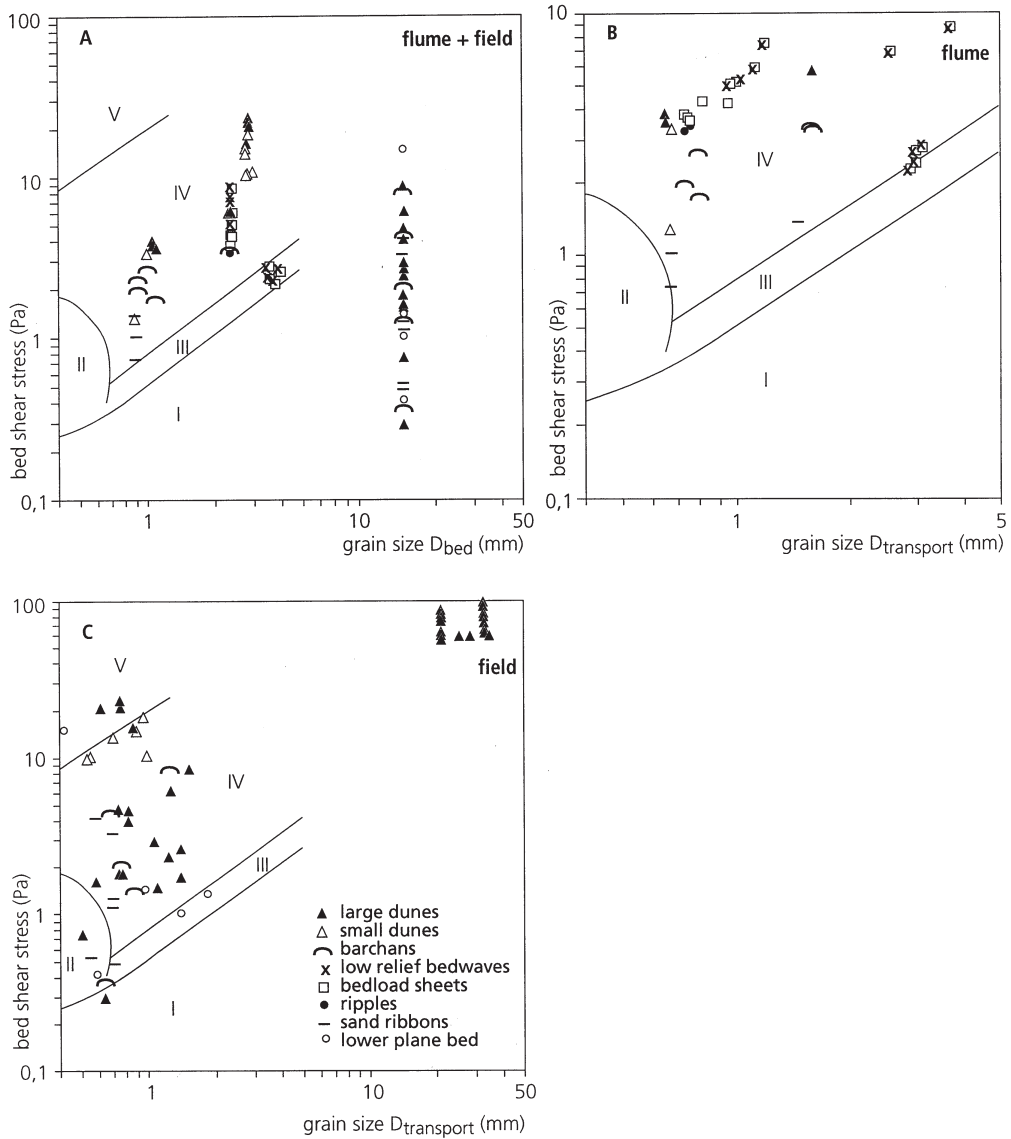 A
flume + field
100
10
1
0,1
V
IV
II
III
I
bed shear stress (Pa)
1
10
50
grain size Dbed (mm)
B
flume
10
1
0,1
IV
II
III
I
bed shear stress (Pa)
1
5
grain size Dtransport (mm)
C
field
100
10
1
0,1
V
IV
III
II
I
bed shear stress (Pa)
large dunes
small dunes
barchans
low relief bedwaves
bedload sheets
ripples
sand ribbons
lower plane bed
1
10
50
grain size Dtransport (mm)